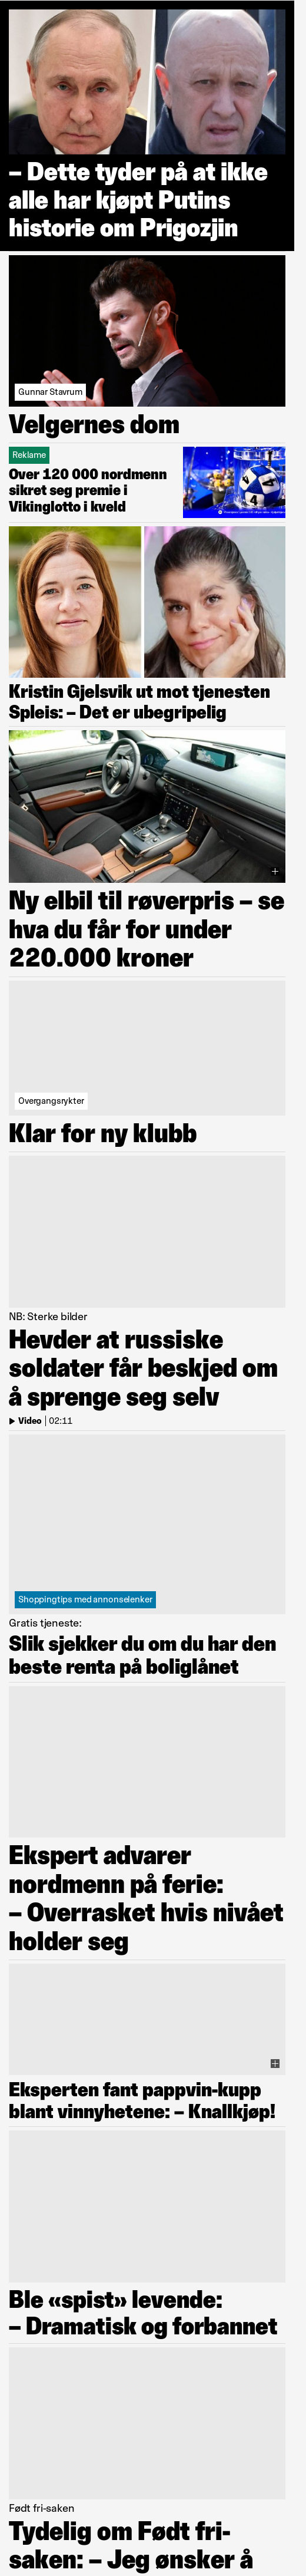 – Dette tyder på at ikke
alle har kjøpt Putins
historie om Prigozjin
Gunnar Stavrum
Velgernes dom
Reklame
Over 120 000 nordmenn
sikret seg premie i
Vikinglotto i kveld
Kristin Gjelsvik ut mot tjenesten
Spleis: – Det er ubegripelig
Ny elbil til røverpris – se
hva du får for under
220.000 kroner
Overgangsrykter
Klar for ny klubb
NB: Sterke bilder
Hevder at russiske
soldater får beskjed om
å sprenge seg selv
Video | 02:11
Shoppingtips med annonselenker
Gratis tjeneste:
Slik sjekker du om du har den
beste renta på boliglånet
Ekspert advarer
nordmenn på ferie:
– Overrasket hvis nivået
holder seg
Eksperten fant pappvin-kupp
blant vinnyhetene: – Knallkjøp!
Ble «spist» levende:
– Dramatisk og forbannet
Født fri-saken
Tydelig om Født fri-
saken: – Jeg ønsker å